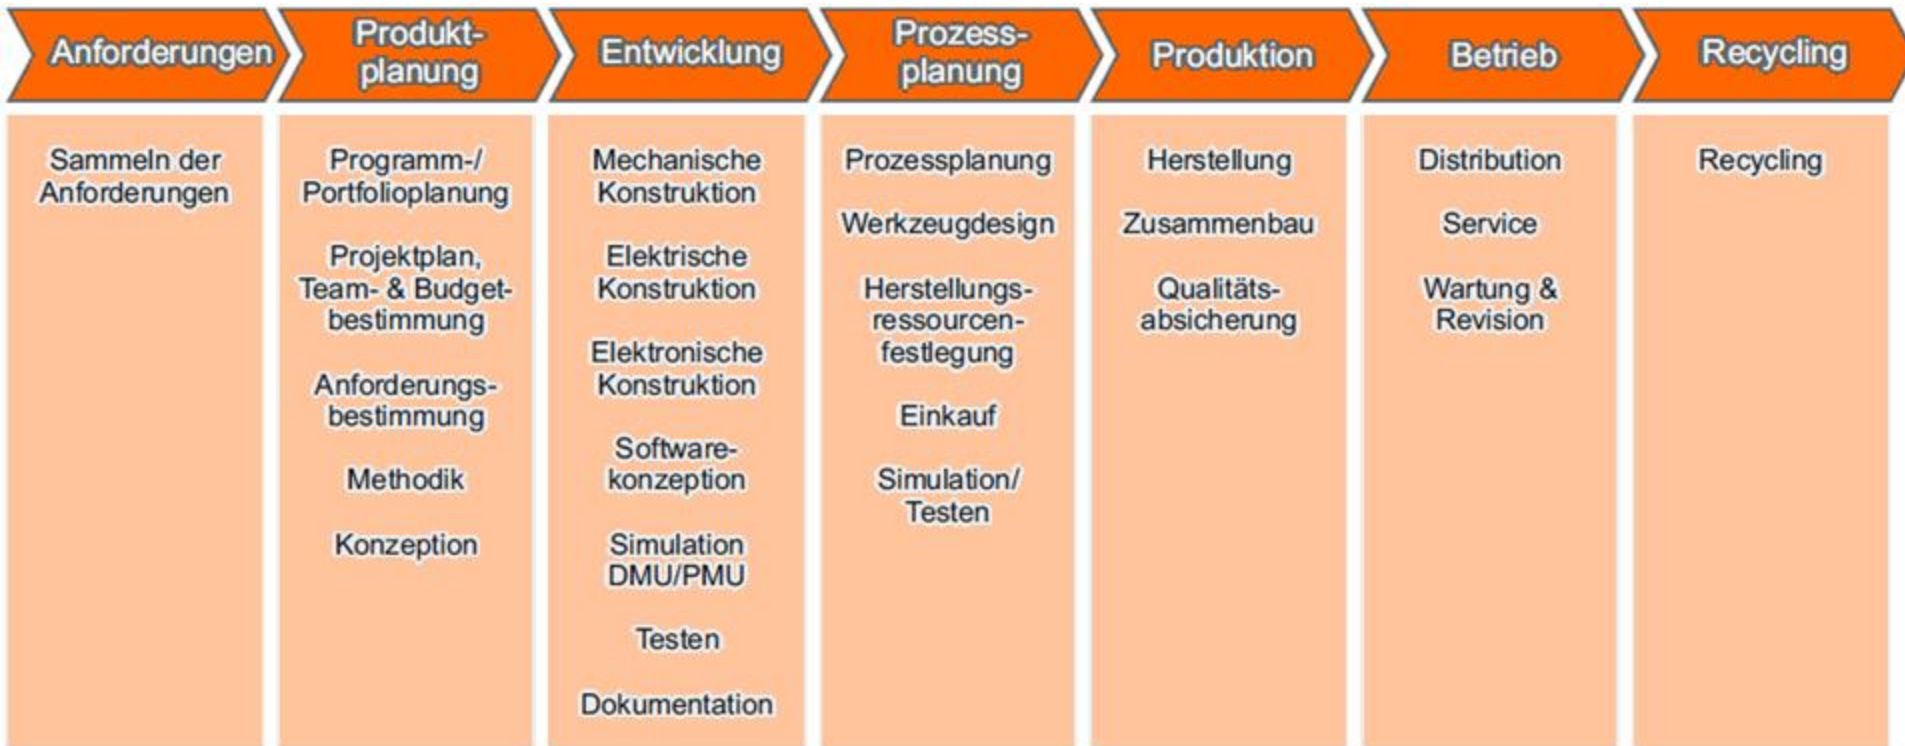 Anforderungen
Produkt-
planung
Entwicklung
Prozess-
planung
Produktion
Betrieb
Recycling
Sammeln der
Anforderungen
Programm-/
Portfolioplanung
Projektplan,
Team- & Budget-
bestimmung
Anforderungs-
bestimmung
Methodik
Konzeption
Mechanische
Konstruktion
Elektrische
Konstruktion
Elektronische
Konstruktion
Software-
konzeption
Simulation
DMU/PMU
Testen
Dokumentation
Prozessplanung
Werkzeugdesign
Herstellungs-
ressourcen-
festlegung
Einkauf
Simulation/
Testen
Herstellung
Zusammenbau
Qualitäts-
absicherung
Distribution
Service
Wartung &
Revision
Recycling